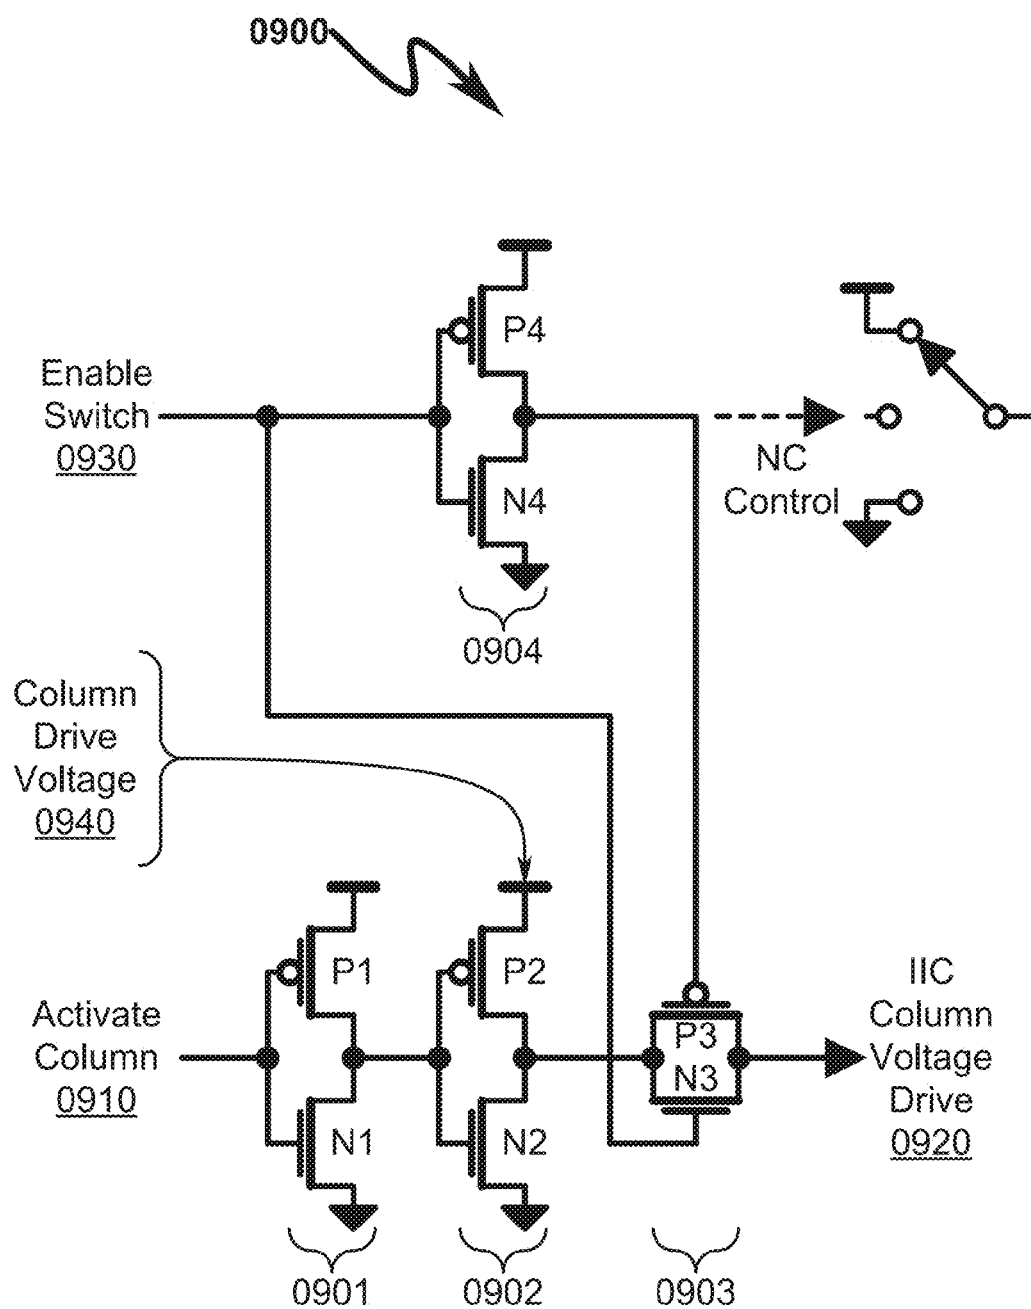 0900
P4
Enable
Switch
0930
NC
Control
N4
0904
Column
Drive
Voltage
0940
P1
P2
IIC
Column
Voltage
Drive
0920
Activate
Column
0910
P3
N3
N1
N2
0901
0902
0903